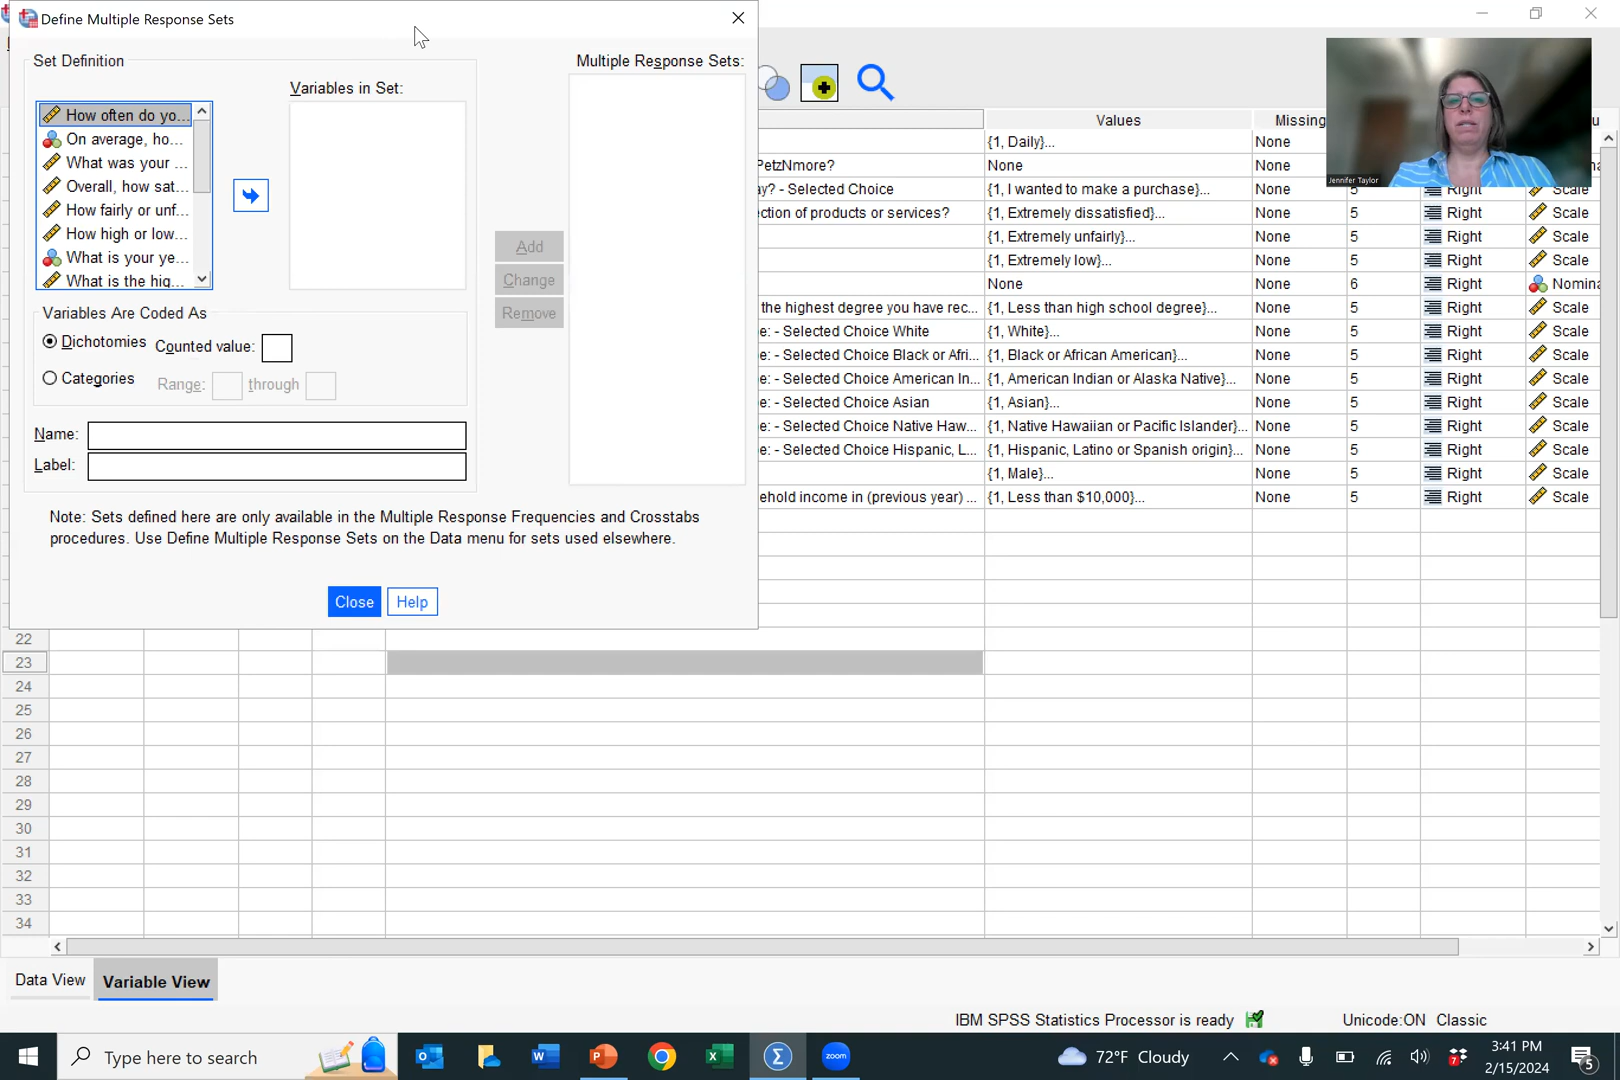 Define Multiple Response Sets
Set Definition
Multiple Response Sets:
Variables in Set:
How often do yo...
On average, ho...
What was your ...
Overall, how sat...
How fairly or unf...
How high or low...
What is your ye...
What is the hig...
Add
Change
Remove
Variables Are Coded As
Dichotomies Counted value:
Categories Range: through
Name:
Label:
Note: Sets defined here are only available in the Multiple Response Frequencies and Crosstabs
procedures. Use Define Multiple Response Sets on the Data menu for sets used elsewhere.
Close Help
Jennifer Taylor
Values Missing
{1, Daily}... None
PetzNmore? None None
ay? - Selected Choice {1, I wanted to make a purchase}... None 5 Right Scale
ection of products or services? {1, Extremely dissatisfied}... None 5 Right Scale
{1, Extremely unfairly}... None 5 Right Scale
{1, Extremely low}... None 5 Right Scale
None None 6 Right Nomina
the highest degree you have rec... {1, Less than high school degree}... None 5 Right Scale
e: - Selected Choice White {1, White}... None 5 Right Scale
e: - Selected Choice Black or Afri... {1, Black or African American}... None 5 Right Scale
e: - Selected Choice American In... {1, American Indian or Alaska Native}... None 5 Right Scale
e: - Selected Choice Asian {1, Asian}... None 5 Right Scale
e: - Selected Choice Native Haw... {1, Native Hawaiian or Pacific Islander}... None 5 Right Scale
e: - Selected Choice Hispanic, L... {1, Hispanic, Latino or Spanish origin}... None 5 Right Scale
{1, Male}... None 5 Right Scale
ehold income in (previous year) ... {1, Less than $10,000}... None 5 Right Scale
22
23
24
25
26
27
28
29
30
31
32
33
34
Data View Variable View
IBM SPSS Statistics Processor is ready Unicode:ON Classic
Type here to search
zoom
72°F Cloudy
7
3:41 PM
2/15/2024
5